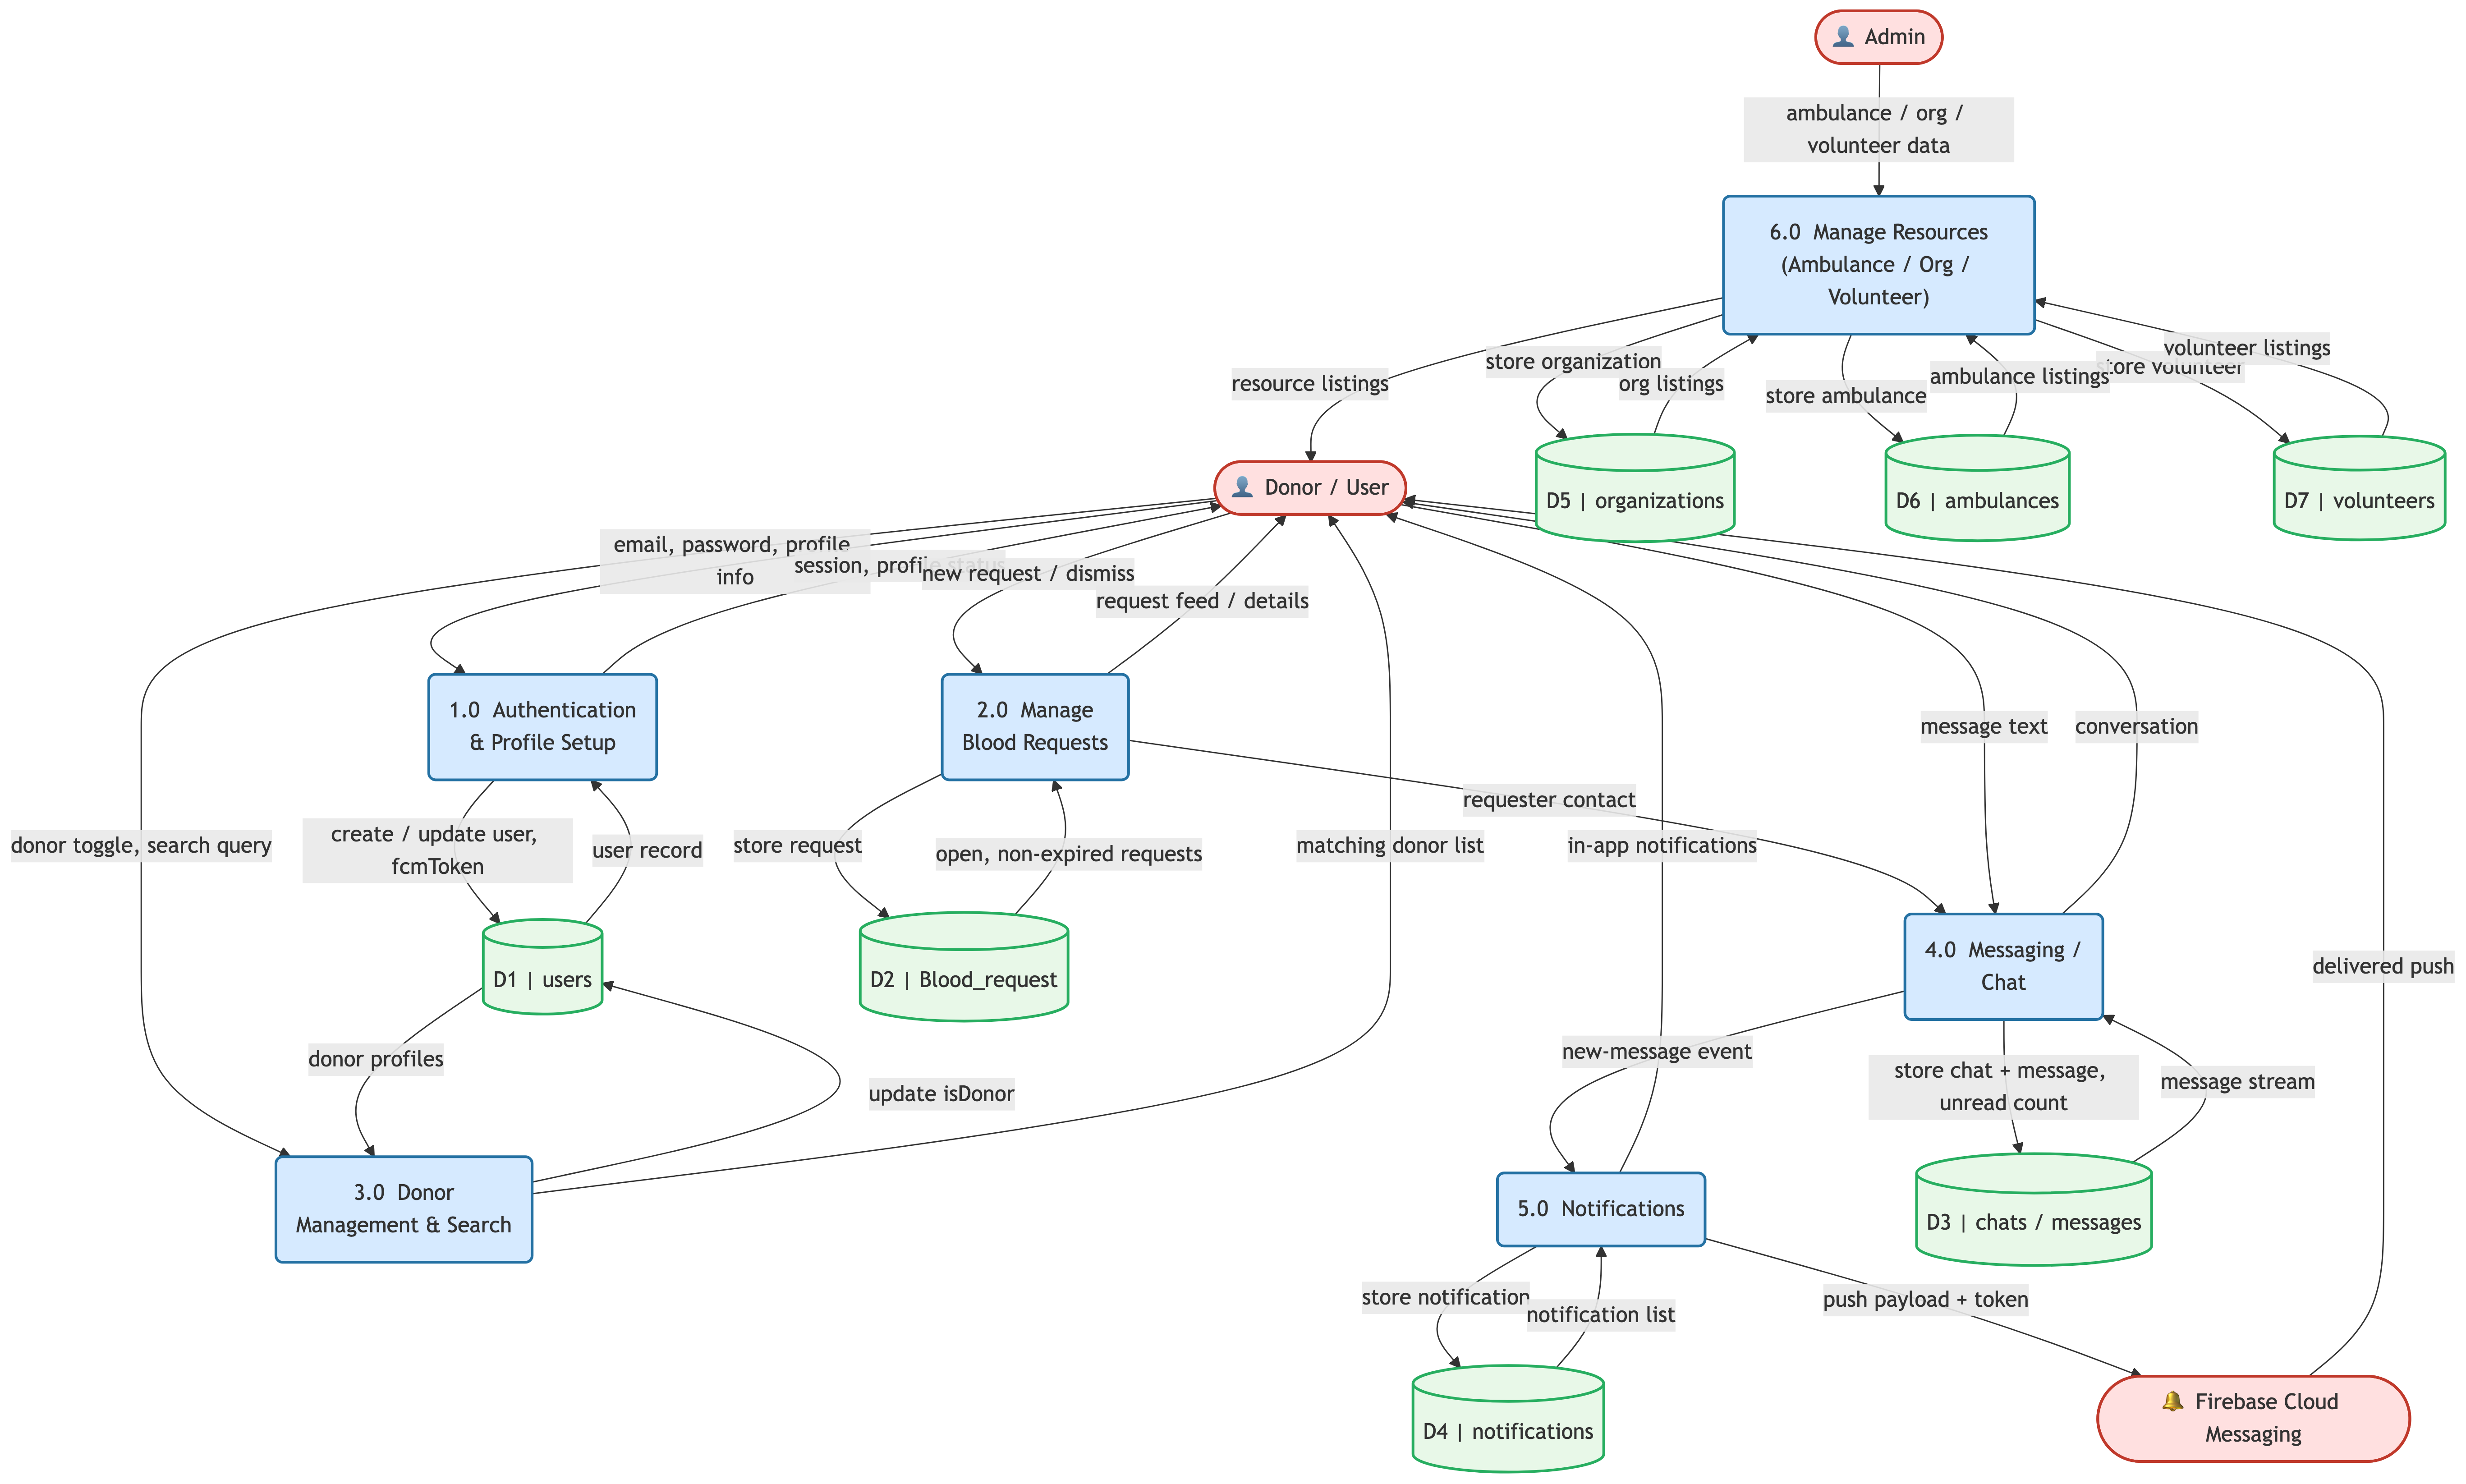 👤 Admin
ambulance / org /
volunteer data
6.0 Manage Resources
(Ambulance / Org /
Volunteer)
resource listings
store organization
org listings
store ambulance
ambulance listings
store volunteer
volunteer listings
👤 Donor / User
D5 | organizations
D6 | ambulances
D7 | volunteers
email, password, profile
info
session, profile status
new request / dismiss
request feed / details
1.0 Authentication
& Profile Setup
2.0 Manage
Blood Requests
message text
conversation
requester contact
donor toggle, search query
create / update user,
fcmToken
user record
store request
open, non-expired requests
matching donor list
in-app notifications
D1 | users
D2 | Blood_request
4.0 Messaging /
Chat
delivered push
donor profiles
update isDonor
new-message event
store chat + message,
unread count
message stream
3.0 Donor
Management & Search
5.0 Notifications
D3 | chats / messages
store notification
notification list
push payload + token
D4 | notifications
🔔 Firebase Cloud
Messaging